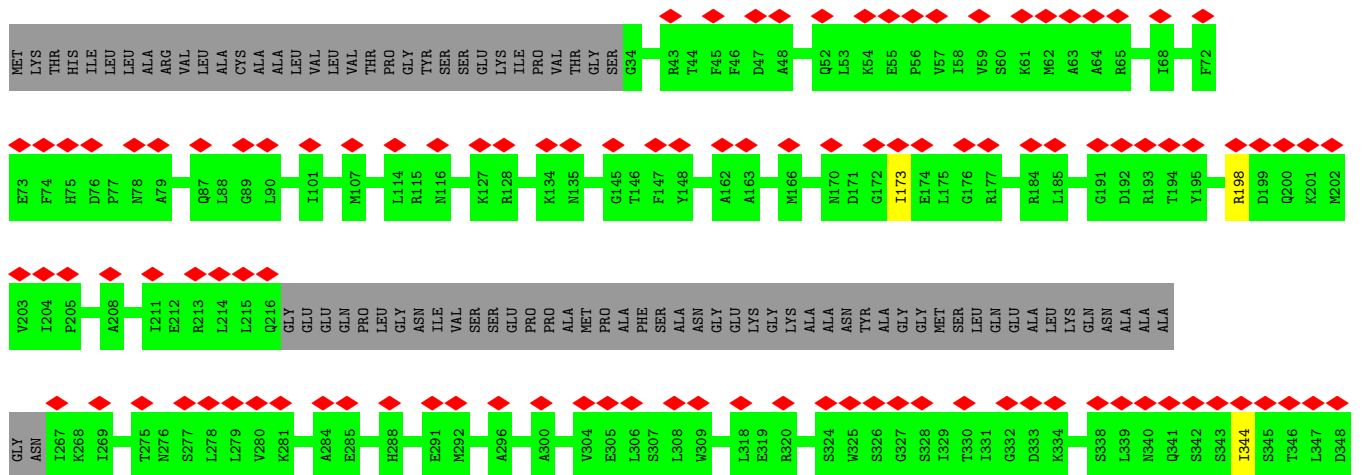 MET LYS THR HIS ILE LEU LEU ALA ARG VAL LEU ALA CYS ALA ALA LEU VAL LEU VAL THR PRO GLY TYR SER SER GLU LYS ILE PRO VAL THR GLY SER G34 R43 T44 F45 F46 D47 A48 Q52 L53 K54 E55 P56 V57 I58 V59 S60 K61 M62 A63 A64 R65 I68 F72
E73 F74 H75 D76 P77 N78 A79 Q87 L88 G89 L90 I101 M107 L114 R115 N116 K127 R128 K134 N135 G145 T146 F147 Y148 A162 A163 M166 N170 D171 G172 I173 E174 L175 G176 R177 R184 L185 G191 D192 R193 T194 Y195 R198 D199 Q200 K201 M202
V203 I204 P205 A208 I211 E212 R213 L214 L215 Q216 GLY GLU GLU GLN PRO LEU GLY ASN ILE VAL SER SER GLU PRO PRO ALA MET PRO ALA PHE SER ALA ASN GLY GLU LYS GLY LYS ALA ALA ASN TYR ALA GLY GLY MET SER LEU GLN GLU ALA LEU LYS GLN ASN ALA ALA ALA
GLY ASN I267 K268 I269 T275 N276 S277 L278 L279 V280 K281 A284 E285 H288 E291 M292 A296 A300 V304 E305 L306 S307 L308 W309 L318 E319 R320 S324 W325 S326 G327 S328 I329 T330 I331 G332 D333 K334 S338 L339 N340 Q341 S342 S343 I344 S345 T346 L347 D348